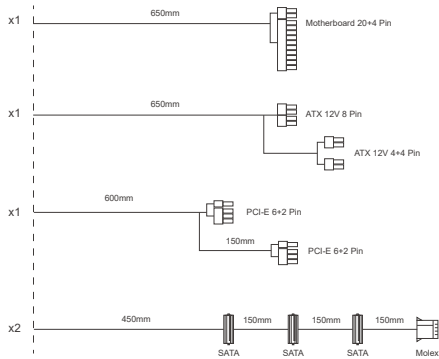 x1
650mm
Motherboard 20+4 Pin
x1
650mm
ATX 12V 8 Pin
ATX 12V 4+4 Pin
x1
600mm
PCI-E 6+2 Pin
150mm
PCI-E 6+2 Pin
x2
450mm 150mm 150mm 150mm
SATA SATA SATA Molex